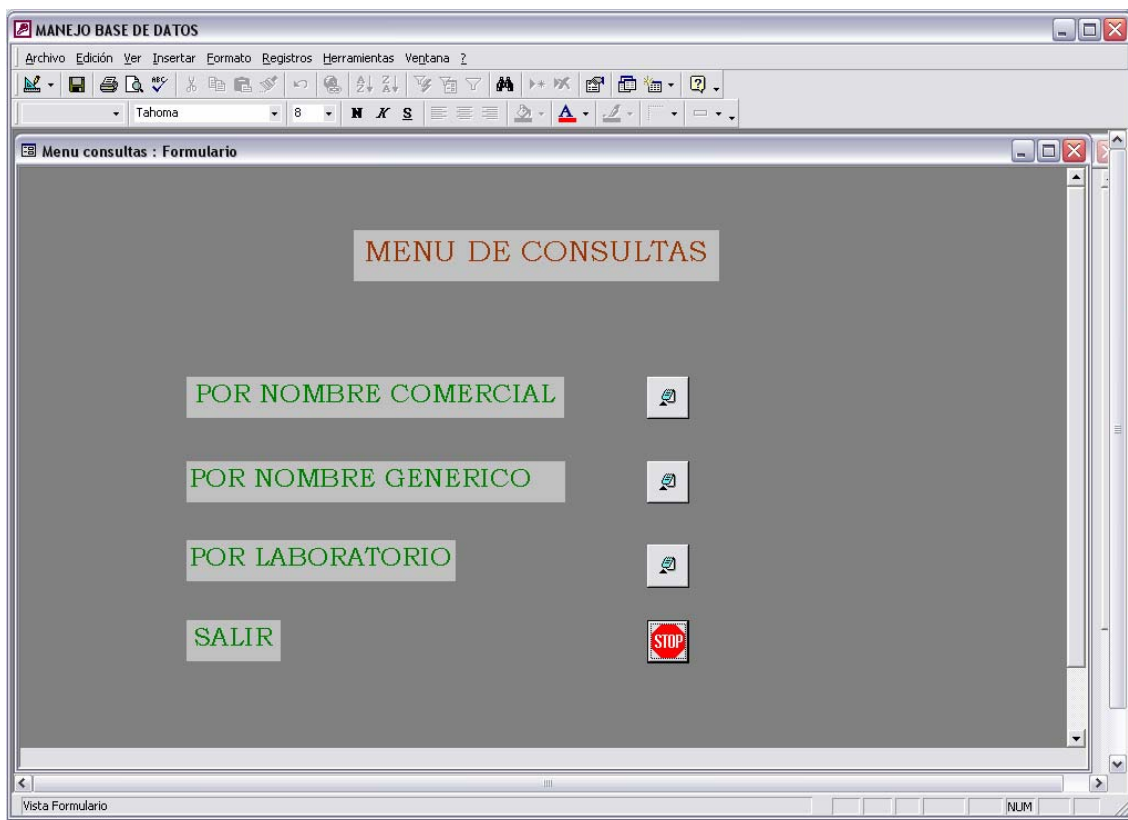 MANEJO BASE DE DATOS
Archivo Edición Ver Insertar Formato Registros Herramientas Ventana ?
Tahoma 8 N K S A
Menu consultas : Formulario
MENU DE CONSULTAS
POR NOMBRE COMERCIAL
POR NOMBRE GENERICO
POR LABORATORIO
SALIR STOP
Vista Formulario NUM